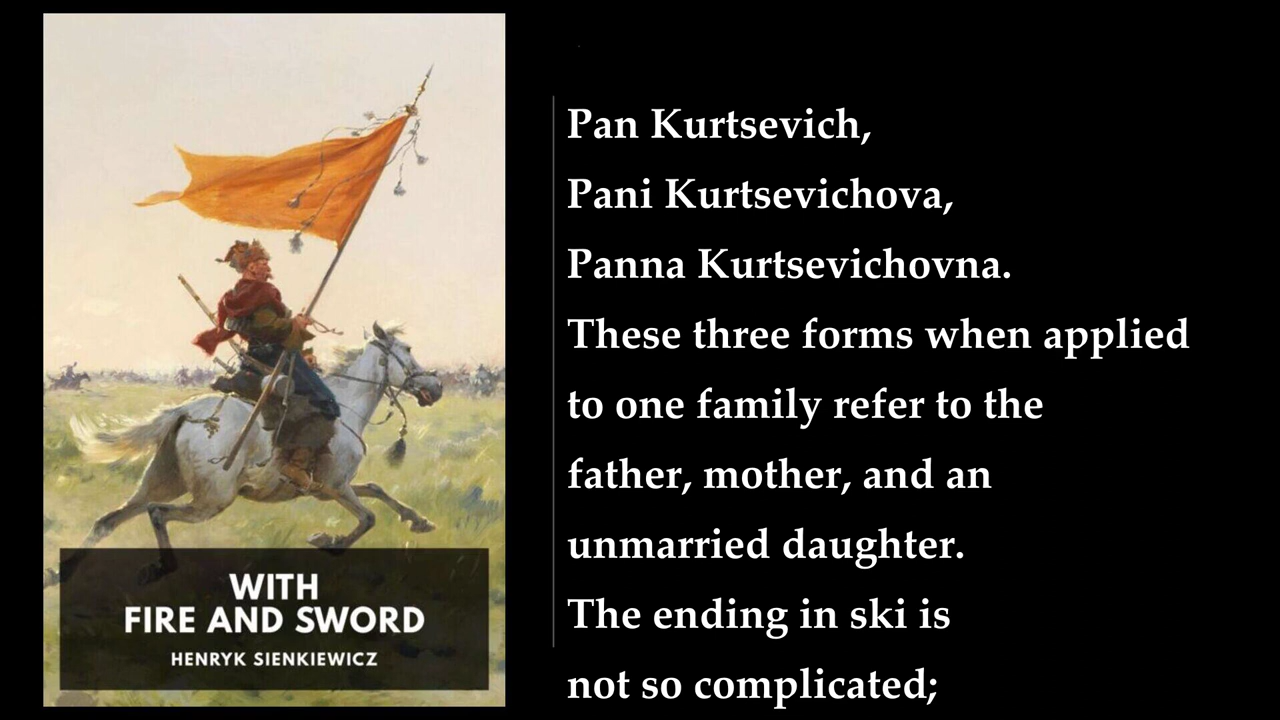 WITH
FIRE AND SWORD
HENRYK SIENKIEWICZ
Pan Kurtsevich,
Pani Kurtsevichova,
Panna Kurtsevichovna.
These three forms when applied
to one family refer to the
father, mother, and an
unmarried daughter.
The ending in ski is
not so complicated;